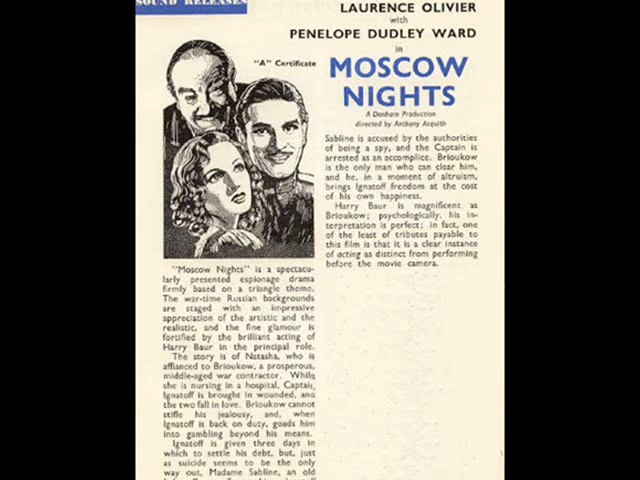 SOUND RELEASES
LAURENCE OLIVIER
with
PENELOPE DUDLEY WARD
in
"A" Certificate
MOSCOW
NIGHTS
A Denham Production
directed by Anthony Asquith
"Moscow Nights" is a spectacu-
larly presented espionage drama
firmly based on a triangle theme.
The war-time Russian backgrounds
are staged with an impressive
appreciation of the artistic and the
realistic, and the fine glamour is
fortified by the brilliant acting of
Harry Baur in the principal role.
The story is of Natasha, who is
affianced to Brioukow, a prosperous,
middle-aged war contractor. While
she is nursing in a hospital, Captain
Ignatoff is brought in wounded, and
the two fall in love. Brioukow cannot
stifle his jealousy, and, when
Ignatoff is back on duty, goads him
into gambling beyond his means.
Ignatoff is given three days in
which to settle his debt, but, just
as suicide seems to be the only
way out, Madame Sabline, an old
Sabline is accused by the authorities
of being a spy, and the Captain is
arrested as an accomplice. Brioukow
is the only man who can clear him,
and he, in a moment of altruism,
brings Ignatoff freedom at the cost
of his own happiness.
Harry Baur is magnificent as
Brioukow; psychologically, his in-
terpretation is perfect; in fact, one
of the least of tributes payable to
this film is that it is a clear instance
of acting as distinct from performing
before the movie camera.